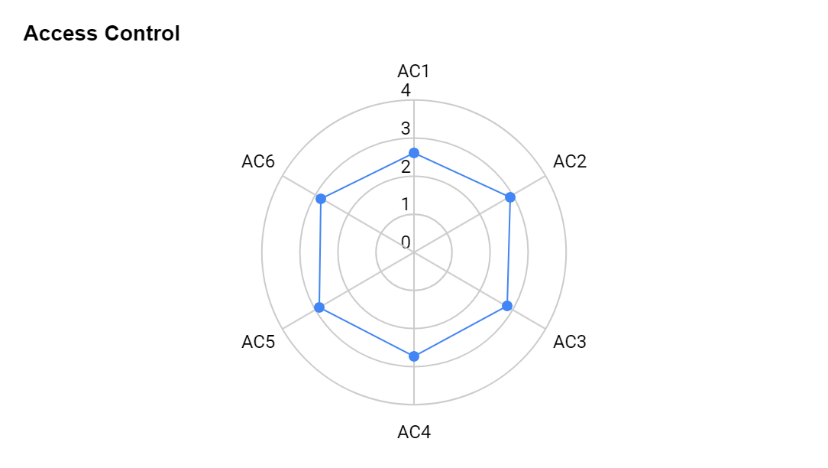 Access Control
AC1
4
3
AC6
AC2
2
1
0
AC5
AC3
AC4